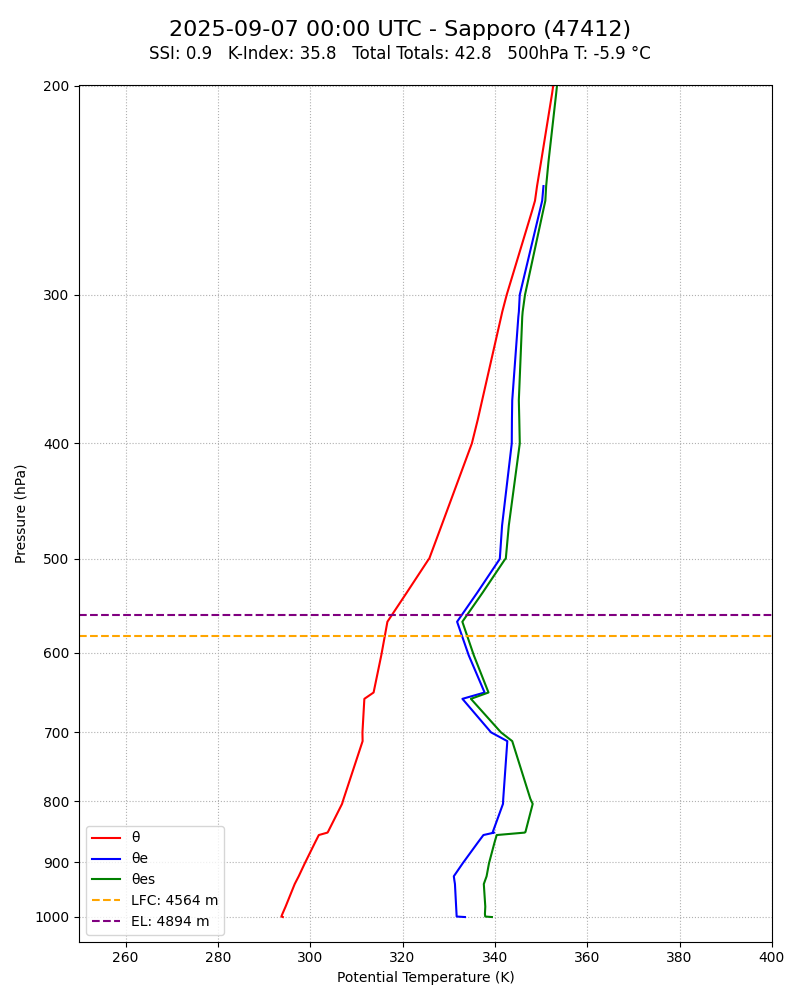 2025-09-07 00:00 UTC - Sapporo (47412)
SSI: 0.9 K-Index: 35.8 Total Totals: 42.8 500hPa T: -5.9 °C
200
300
400
500
600
700
800
900
1000
Pressure (hPa)
θ
θe
θes
LFC: 4564 m
EL: 4894 m
260 280 300 320 340 360 380 400
Potential Temperature (K)